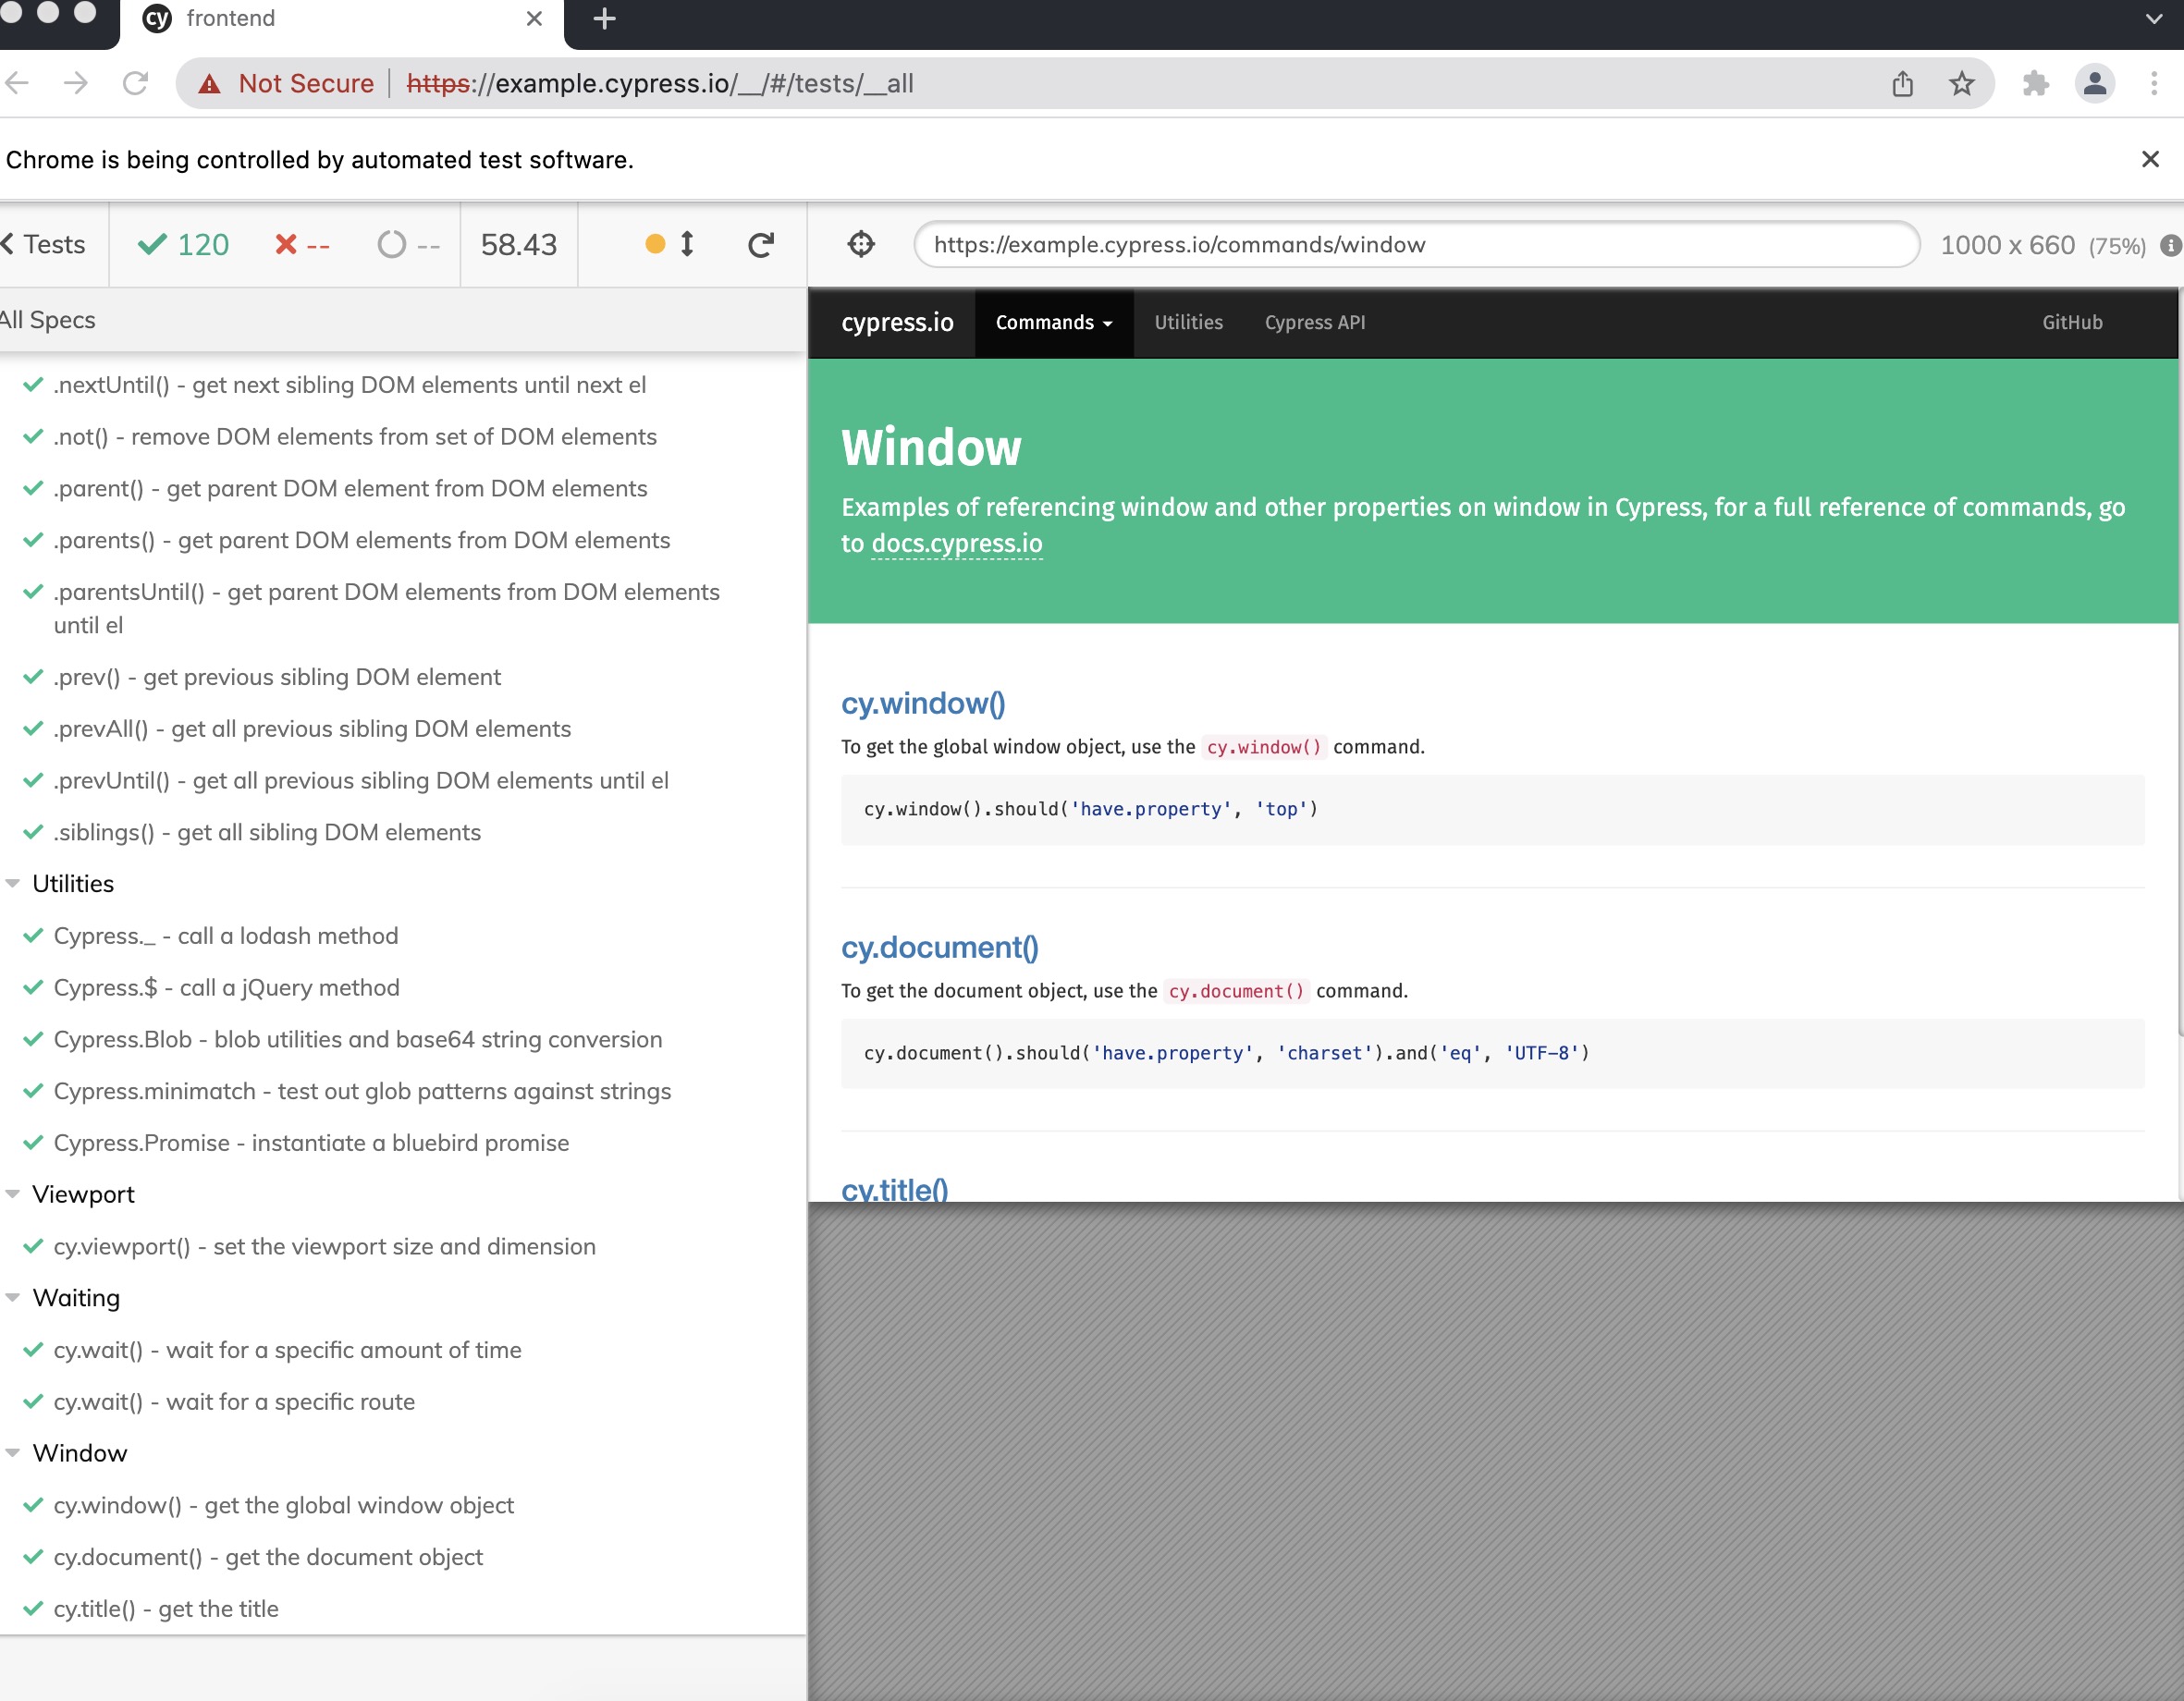 cy frontend
Not Secure https://example.cypress.io/__/#/tests/__all
Chrome is being controlled by automated test software.
Tests 120 -- -- 58.43
https://example.cypress.io/commands/window 1000 x 660 (75%)
All Specs
.nextUntil() - get next sibling DOM elements until next el
.not() - remove DOM elements from set of DOM elements
.parent() - get parent DOM element from DOM elements
.parents() - get parent DOM elements from DOM elements
.parentsUntil() - get parent DOM elements from DOM elements
until el
.prev() - get previous sibling DOM element
.prevAll() - get all previous sibling DOM elements
.prevUntil() - get all previous sibling DOM elements until el
.siblings() - get all sibling DOM elements
Utilities
Cypress._ - call a lodash method
Cypress.$ - call a jQuery method
Cypress.Blob - blob utilities and base64 string conversion
Cypress.minimatch - test out glob patterns against strings
Cypress.Promise - instantiate a bluebird promise
Viewport
cy.viewport() - set the viewport size and dimension
Waiting
cy.wait() - wait for a specific amount of time
cy.wait() - wait for a specific route
Window
cy.window() - get the global window object
cy.document() - get the document object
cy.title() - get the title
cypress.io Commands Utilities Cypress API GitHub
Window
Examples of referencing window and other properties on window in Cypress, for a full reference of commands, go
to docs.cypress.io
cy.window()
To get the global window object, use the cy.window() command.
cy.window().should('have.property', 'top')
cy.document()
To get the document object, use the cy.document() command.
cy.document().should('have.property', 'charset').and('eq', 'UTF-8')
cy.title()